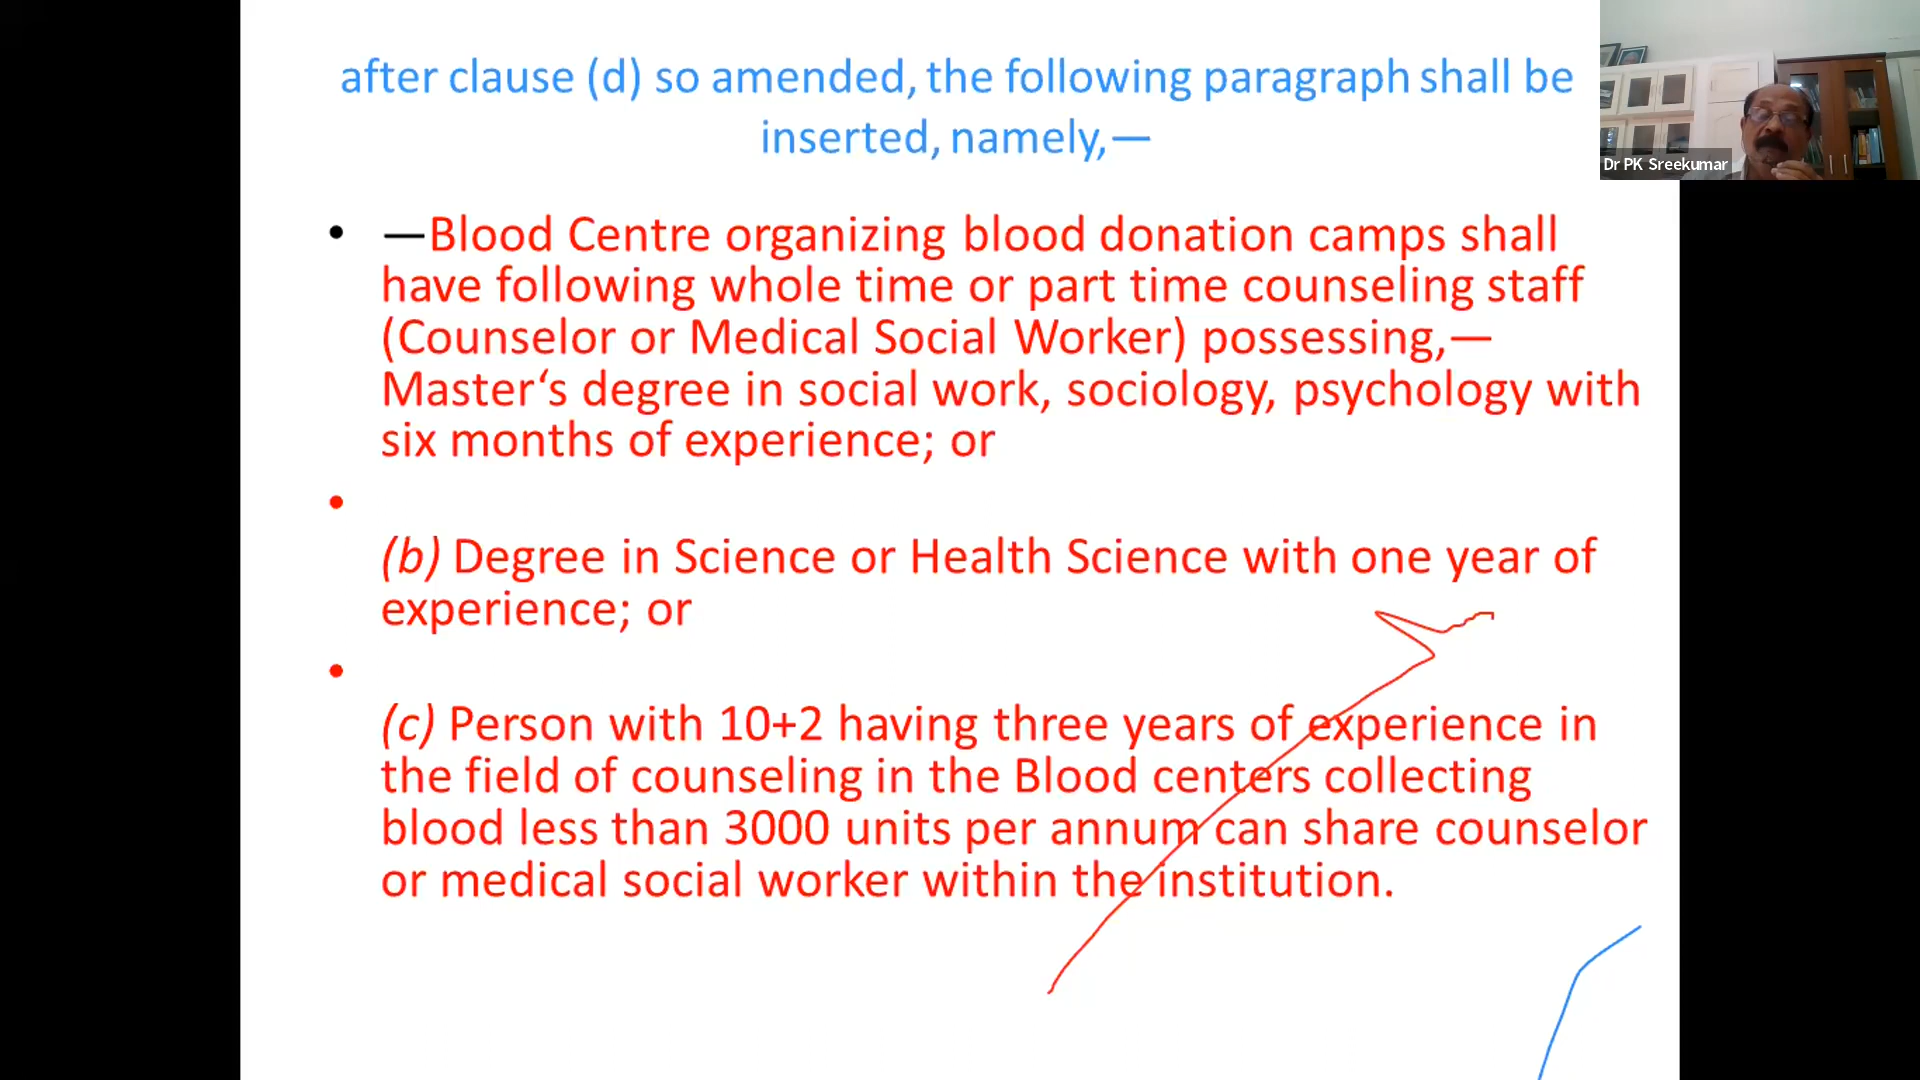 after clause (d) so amended, the following paragraph shall be
inserted, namely,—
Dr PK Sreekumar
• —Blood Centre organizing blood donation camps shall
have following whole time or part time counseling staff
(Counselor or Medical Social Worker) possessing,—
Master‘s degree in social work, sociology, psychology with
six months of experience; or
•
(b) Degree in Science or Health Science with one year of
experience; or
•
(c) Person with 10+2 having three years of experience in
the field of counseling in the Blood centers collecting
blood less than 3000 units per annum can share counselor
or medical social worker within the institution.